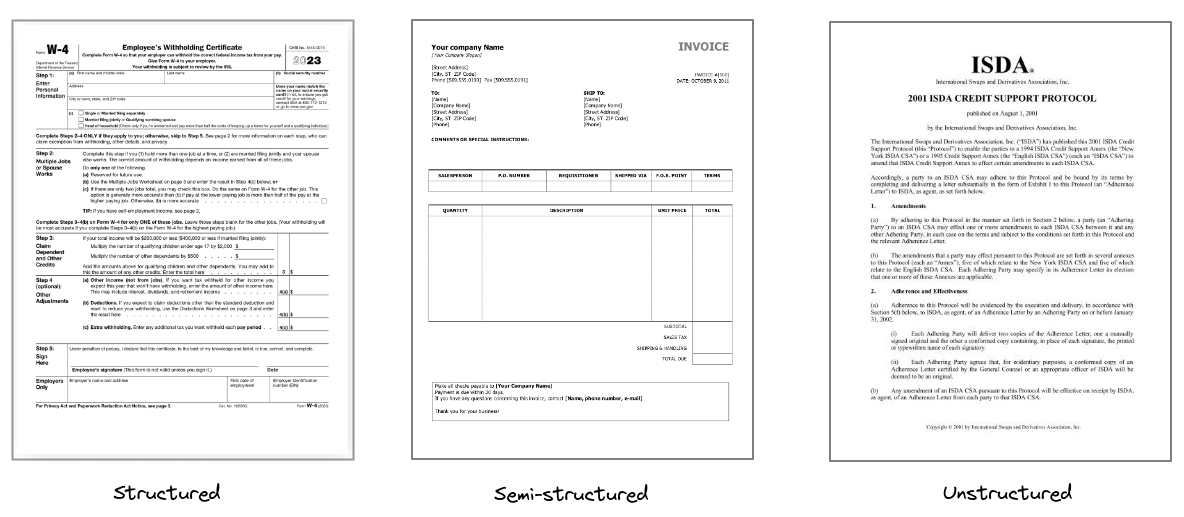 Form W-4
Department of the Treasury
Internal Revenue Service
Employee's Withholding Certificate
Complete Form W-4 so that your employer can withhold the correct federal income tax from your pay.
Give Form W-4 to your employer.
Your withholding is subject to review by the IRS.
OMB No. 1545-0074
2023
Step 1:
Enter
Personal
Information
(a) First name and middle initial
Last name
(b) Social security number
Address
City or town, state, and ZIP code
Does your name match the
name on your social security
card? If not, to ensure you get
credit for your earnings,
contact SSA at 800-772-1213
or go to www.ssa.gov.
(c) Single or Married filing separately
Married filing jointly or Qualifying surviving spouse
Head of household (Check only if you're unmarried and pay more than half the costs of keeping up a home for yourself and a qualifying individual.)
Complete Steps 2–4 ONLY if they apply to you; otherwise, skip to Step 5. See page 2 for more information on each step, who can
claim exemption from withholding, other details, and privacy.
Step 2:
Multiple Jobs
or Spouse
Works
Complete this step if you (1) hold more than one job at a time, or (2) are married filing jointly and your spouse
also works. The correct amount of withholding depends on income earned from all of these jobs.
Do only one of the following.
(a) Reserved for future use.
(b) Use the Multiple Jobs Worksheet on page 3 and enter the result in Step 4(c) below; or
(c) If there are only two jobs total, you may check this box. Do the same on Form W-4 for the other job. This
option is generally more accurate than (b) if pay at the lower paying job is more than half of the pay at the
higher paying job. Otherwise, (b) is more accurate
TIP: If you have self-employment income, see page 2.
Complete Steps 3–4(b) on Form W-4 for only ONE of these jobs. Leave those steps blank for the other jobs. (Your withholding will
be most accurate if you complete Steps 3–4(b) on the Form W-4 for the highest paying job.)
Step 3:
Claim
Dependent
and Other
Credits
If your total income will be $200,000 or less ($400,000 or less if married filing jointly):
Multiply the number of qualifying children under age 17 by $2,000 $
Multiply the number of other dependents by $500 . . . . . $
Add the amounts above for qualifying children and other dependents. You may add to
this the amount of any other credits. Enter the total here
3 $
Step 4
(optional):
Other
Adjustments
(a) Other income (not from jobs). If you want tax withheld for other income you
expect this year that won't have withholding, enter the amount of other income here.
This may include interest, dividends, and retirement income
4(a) $
(b) Deductions. If you expect to claim deductions other than the standard deduction and
want to reduce your withholding, use the Deductions Worksheet on page 3 and enter
the result here
4(b) $
(c) Extra withholding. Enter any additional tax you want withheld each pay period . .
4(c) $
Step 5:
Sign
Here
Under penalties of perjury, I declare that this certificate, to the best of my knowledge and belief, is true, correct, and complete.
Employee's signature (This form is not valid unless you sign it.)
Date
Employers
Only
Employer's name and address
First date of
employment
Employer identification
number (EIN)
For Privacy Act and Paperwork Reduction Act Notice, see page 3.
Cat. No. 10220Q
Form W-4 (2023)
Structured
Your company Name
[Your Company Slogan]
INVOICE
[Street Address]
[City, ST ZIP Code]
Phone [509.555.0190] Fax [509.555.0191]
INVOICE #[100]
DATE: OCTOBER 9, 2011
TO:
[Name]
[Company Name]
[Street Address]
[City, ST ZIP Code]
[Phone]
SHIP TO:
[Name]
[Company Name]
[Street Address]
[City, ST ZIP Code]
[Phone]
COMMENTS OR SPECIAL INSTRUCTIONS:
SALESPERSON P.O. NUMBER REQUISITIONER SHIPPED VIA F.O.B. POINT TERMS
QUANTITY DESCRIPTION UNIT PRICE TOTAL
SUBTOTAL
SALES TAX
SHIPPING & HANDLING
TOTAL DUE
Make all checks payable to [Your Company Name]
Payment is due within 30 days.
If you have any questions concerning this invoice, contact [Name, phone number, e-mail]
Thank you for your business!
Semi-structured
ISDA®
International Swaps and Derivatives Association, Inc.
2001 ISDA CREDIT SUPPORT PROTOCOL
published on August 1, 2001
by the International Swaps and Derivatives Association, Inc.
The International Swaps and Derivatives Association, Inc. ("ISDA") has published this 2001 ISDA Credit
Support Protocol (this "Protocol") to enable the parties to a 1994 ISDA Credit Support Annex (the "New
York ISDA CSA") or a 1995 Credit Support Annex (the "English ISDA CSA") (each an "ISDA CSA") to
amend that ISDA Credit Support Annex to effect certain amendments to each ISDA CSA.
Accordingly, a party to an ISDA CSA may adhere to this Protocol and be bound by its terms by
completing and delivering a letter substantially in the form of Exhibit 1 to this Protocol (an "Adherence
Letter") to ISDA, as agent, as set forth below.
1. Amendments
(a) By adhering to this Protocol in the manner set forth in Section 2 below, a party (an "Adhering
Party") to an ISDA CSA may effect one or more amendments to each ISDA CSA between it and any
other Adhering Party, in each case on the terms and subject to the conditions set forth in this Protocol and
the relevant Adherence Letter.
(b) The amendments that a party may effect pursuant to this Protocol are set forth in several annexes
to this Protocol (each an "Annex"), five of which relate to the New York ISDA CSA and five of which
relate to the English ISDA CSA. Each Adhering Party may specify in its Adherence Letter its election
that one or more of these Annexes are applicable.
2. Adherence and Effectiveness
(a) Adherence to this Protocol will be evidenced by the execution and delivery, in accordance with
Section 5(f) below, to ISDA, as agent, of an Adherence Letter by an Adhering Party on or before January
31, 2002.
(i) Each Adhering Party will deliver two copies of the Adherence Letter, one a manually
signed original and the other a conformed copy containing, in place of each signature, the printed
or typewritten name of each signatory.
(ii) Each Adhering Party agrees that, for evidentiary purposes, a conformed copy of an
Adherence Letter certified by the General Counsel or an appropriate officer of ISDA will be
deemed to be an original.
(b) Any amendment of an ISDA CSA pursuant to this Protocol will be effective on receipt by ISDA,
as agent, of an Adherence Letter from each party to that ISDA CSA.
Copyright © 2001 by International Swaps and Derivatives Association, Inc.
Unstructured